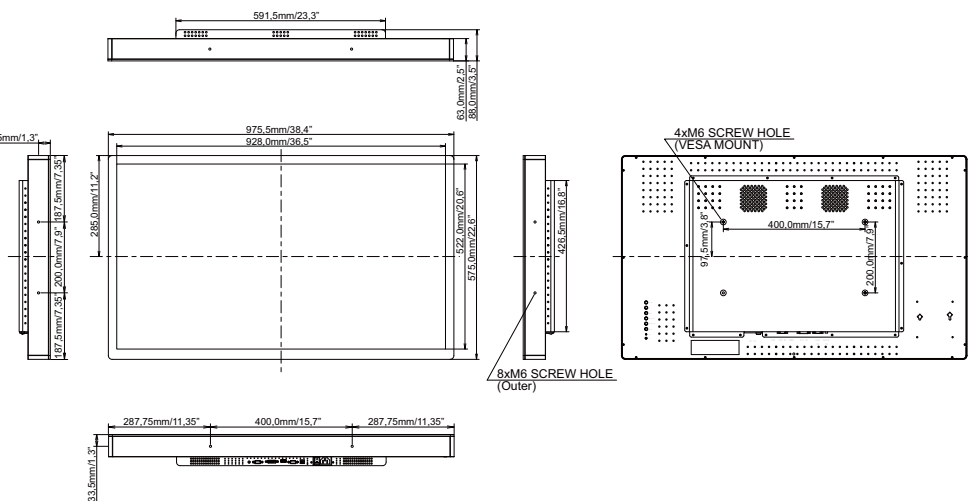 591,5mm/23,3"
63,0mm/2,5"
88,0mm/3,5"
975,5mm/38,4"
928,0mm/36,5"
5mm/1,3"
187,5mm/7,35"
200,0mm/7,9"
187,5mm/7,35"
285,0mm/11,2"
522,0mm/20,6"
575,0mm/22,6"
426,5mm/16,8"
8xM6 SCREW HOLE
(Outer)
4xM6 SCREW HOLE
(VESA MOUNT)
400,0mm/15,7"
97,5mm/3,8"
200,0mm/7,9"
287,75mm/11,35"
400,0mm/15,7"
287,75mm/11,35"
33,5mm/1,3"